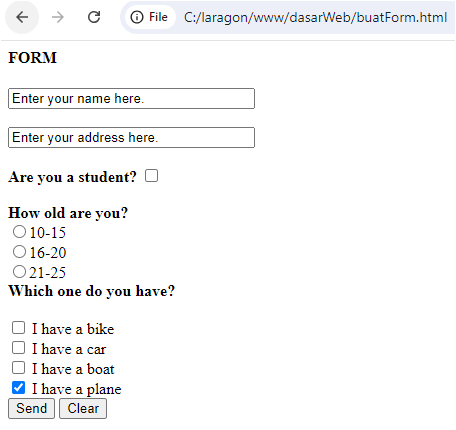 File C:/laragon/www/dasarWeb/buatForm.html
FORM
Enter your name here.
Enter your address here.
Are you a student?
How old are you?
10-15
16-20
21-25
Which one do you have?
I have a bike
I have a car
I have a boat
I have a plane
Send Clear